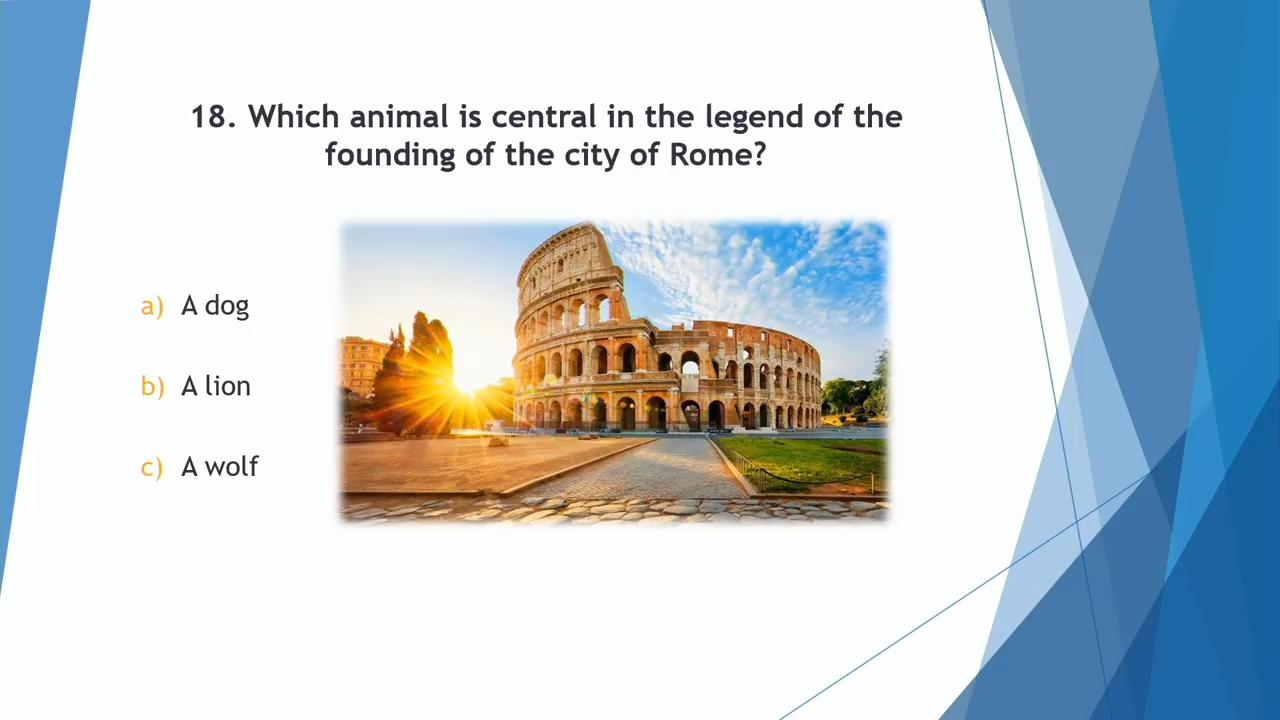 18. Which animal is central in the legend of the
founding of the city of Rome?
a) A dog
b) A lion
c) A wolf